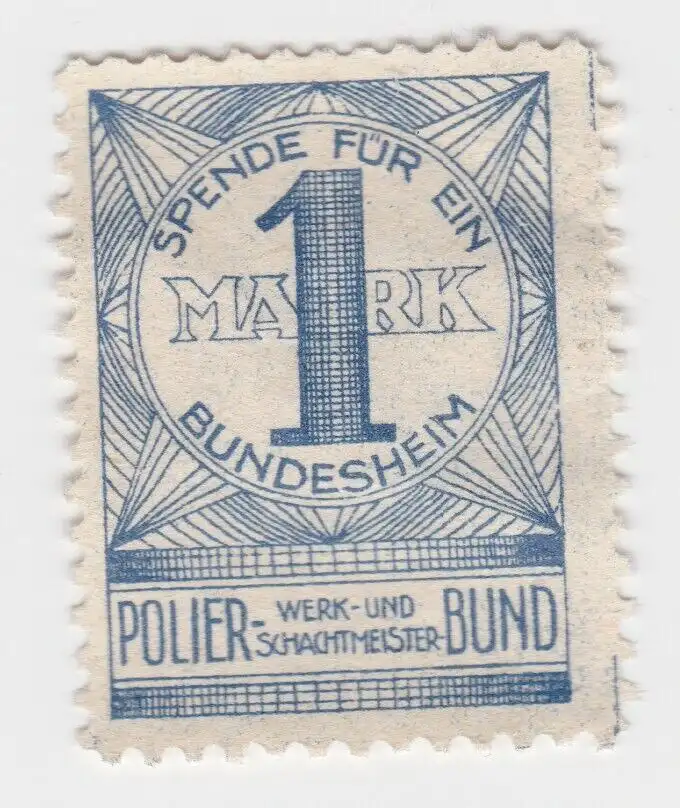 SPENDE FÜR EIN
1
MARK
BUNDESHEIM
POLIER- WERK-UND SCHACHTMEISTER- BUND